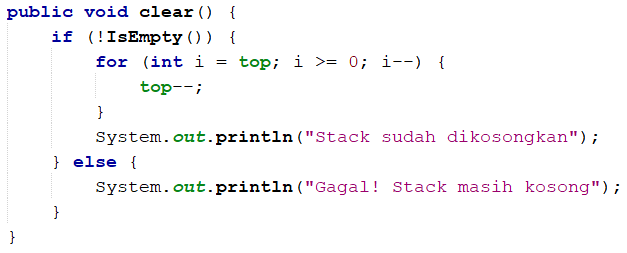 public void clear() {
    if (!IsEmpty()) {
        for (int i = top; i >= 0; i--) {
            top--;
        }
        System.out.println("Stack sudah dikosongkan");
    } else {
        System.out.println("Gagal! Stack masih kosong");
    }
}